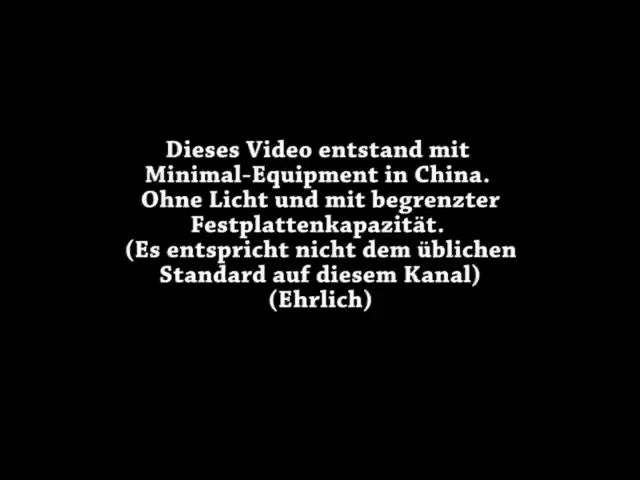 Dieses Video entstand mit
Minimal-Equipment in China.
Ohne Licht und mit begrenzter
Festplattenkapazität.
(Es entspricht nicht dem üblichen
Standard auf diesem Kanal)
(Ehrlich)